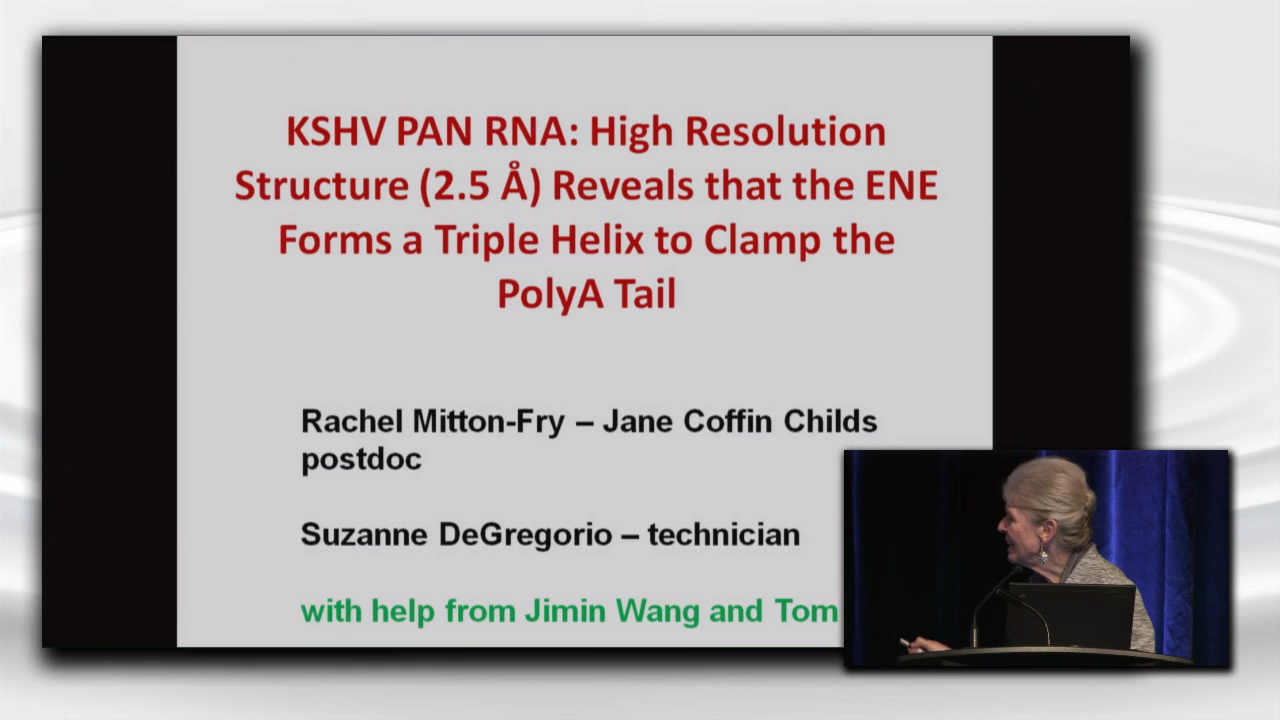 KSHV PAN RNA: High Resolution
Structure (2.5 Å) Reveals that the ENE
Forms a Triple Helix to Clamp the
PolyA Tail
Rachel Mitton-Fry – Jane Coffin Childs
postdoc
Suzanne DeGregorio – technician
with help from Jimin Wang and Tom